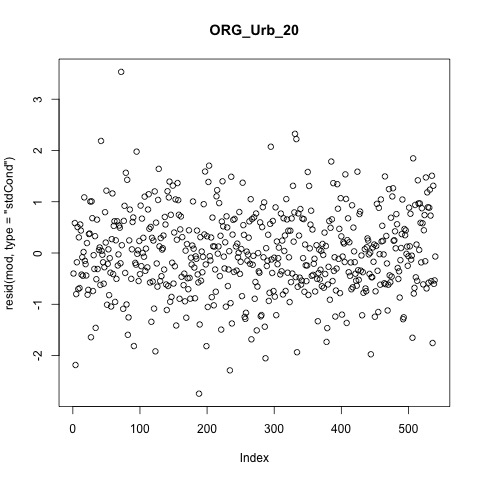 ORG_Urb_20
resid(mod, type = "stdCond")
3
2
1
0
-1
-2
0 100 200 300 400 500
Index